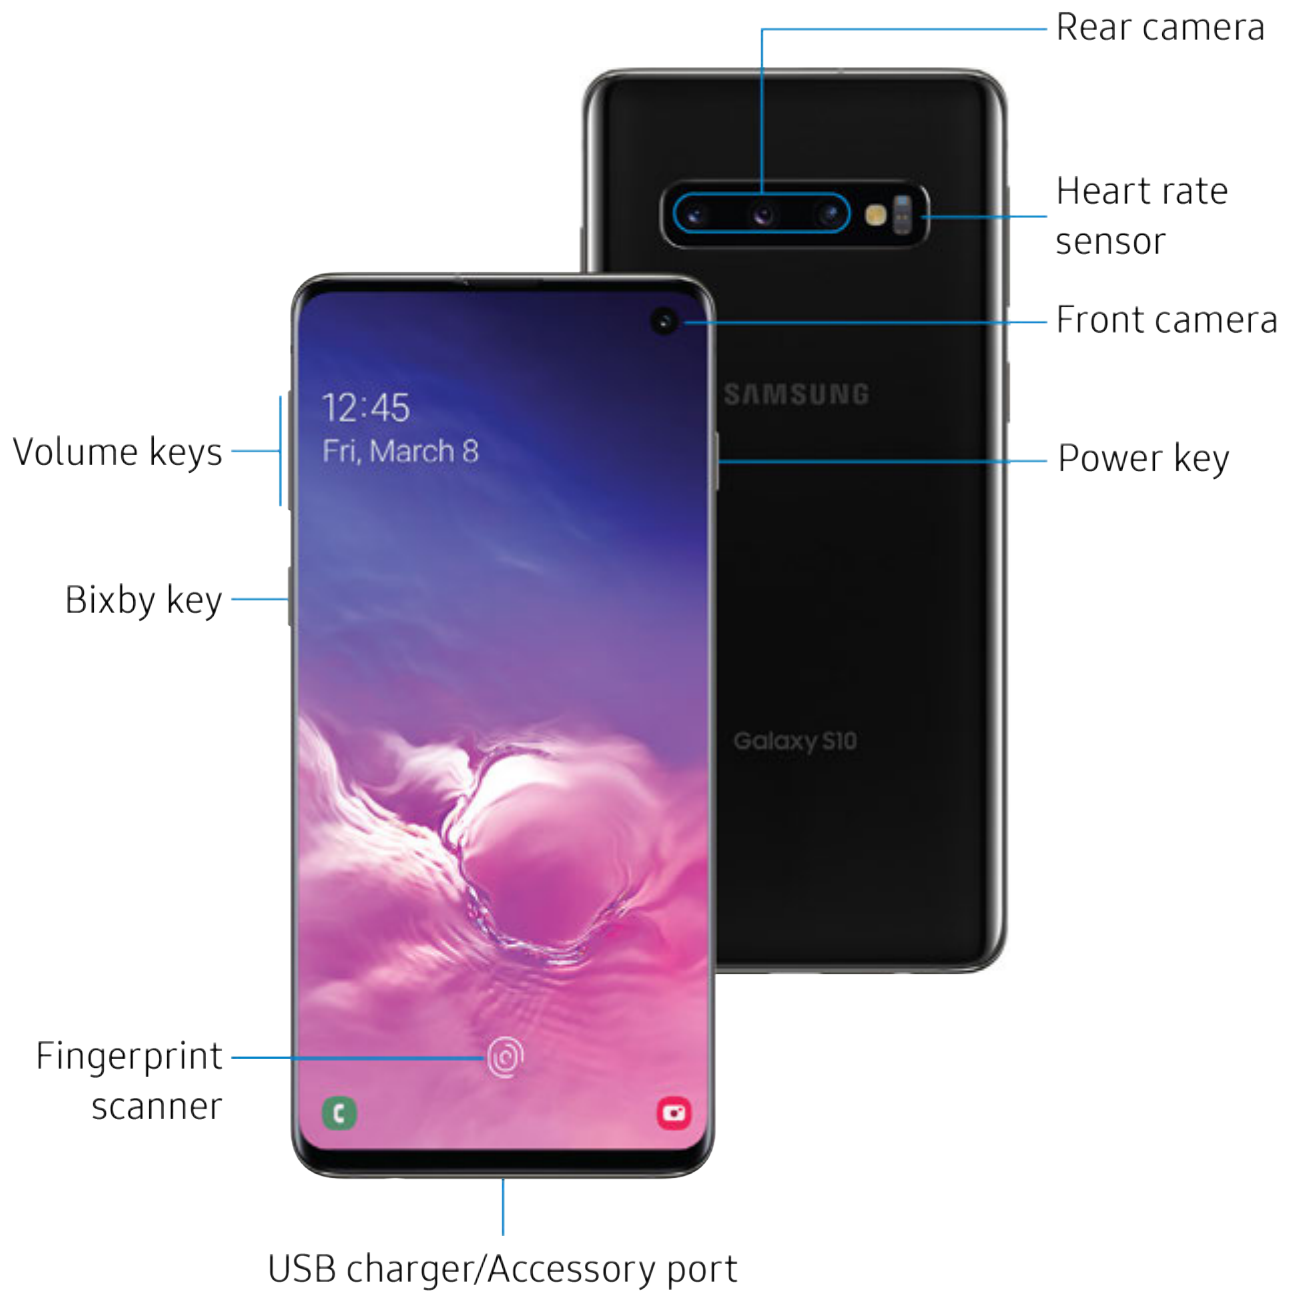 Rear camera
Heart rate
sensor
Front camera
SAMSUNG
12:45
Fri, March 8
Volume keys
Power key
Bixby key
Galaxy S10
Fingerprint
scanner
USB charger/Accessory port